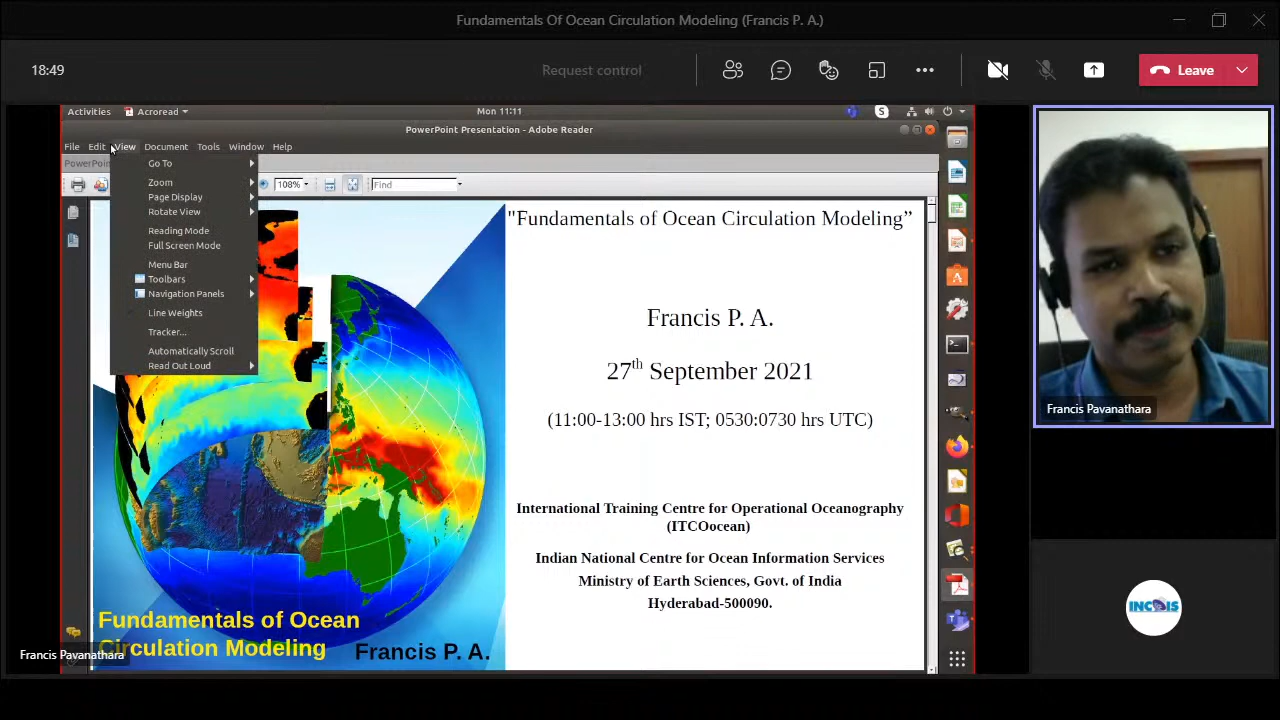 Fundamentals Of Ocean Circulation Modeling (Francis P. A.)
18:49
Request control
Leave
Activities
Acroread
Mon 11:11
PowerPoint Presentation - Adobe Reader
File Edit View Document Tools Window Help
Go To
Zoom
Page Display
Rotate View
Reading Mode
Full Screen Mode
Menu Bar
Toolbars
Navigation Panels
Line Weights
Tracker...
Automatically Scroll
Read Out Loud
108%
Find
"Fundamentals of Ocean Circulation Modeling”
Francis P. A.
27th September 2021
(11:00-13:00 hrs IST; 0530:0730 hrs UTC)
International Training Centre for Operational Oceanography
(ITCOocean)
Indian National Centre for Ocean Information Services
Ministry of Earth Sciences, Govt. of India
Hyderabad-500090.
Fundamentals of Ocean
Circulation Modeling
Francis P. A.
Francis Pavanathara
Francis Pavanathara
INCOIS